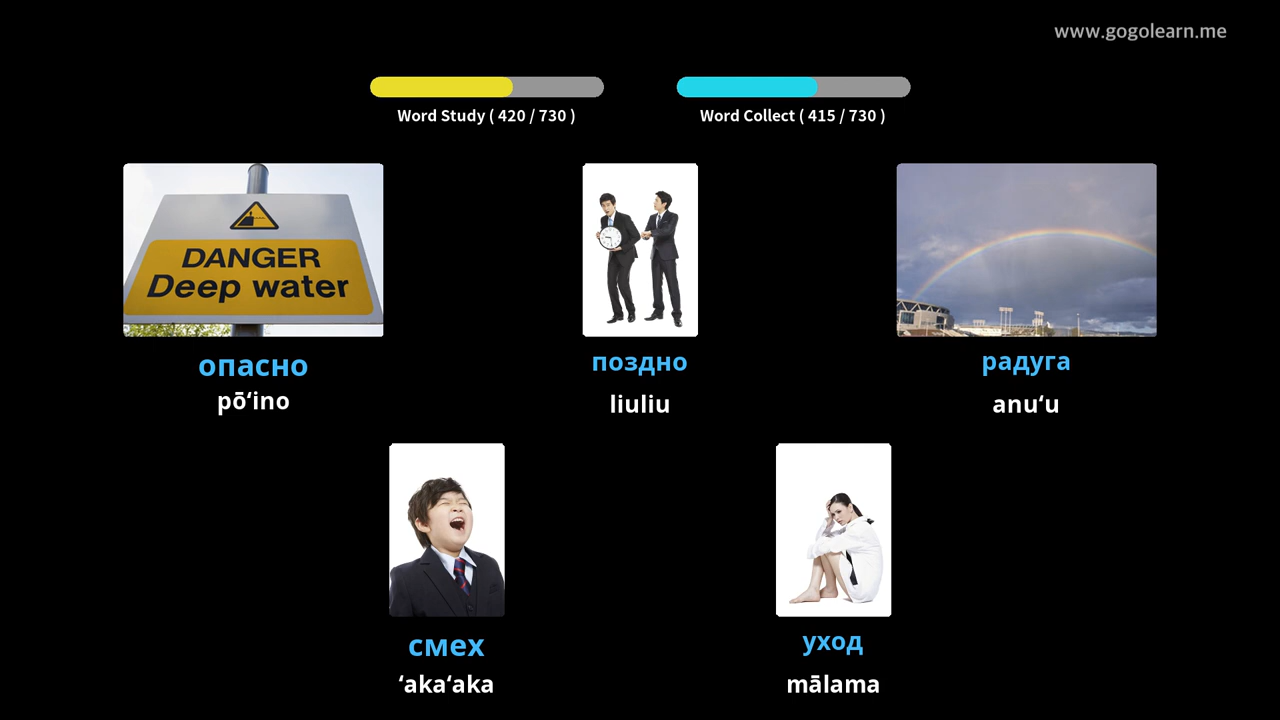 www.gogolearn.me
Word Study ( 420 / 730 )
Word Collect ( 415 / 730 )
DANGER
Deep water
опасно
pōʻino
поздно
liuliu
радуга
anuʻu
смех
ʻakaʻaka
уход
mālama